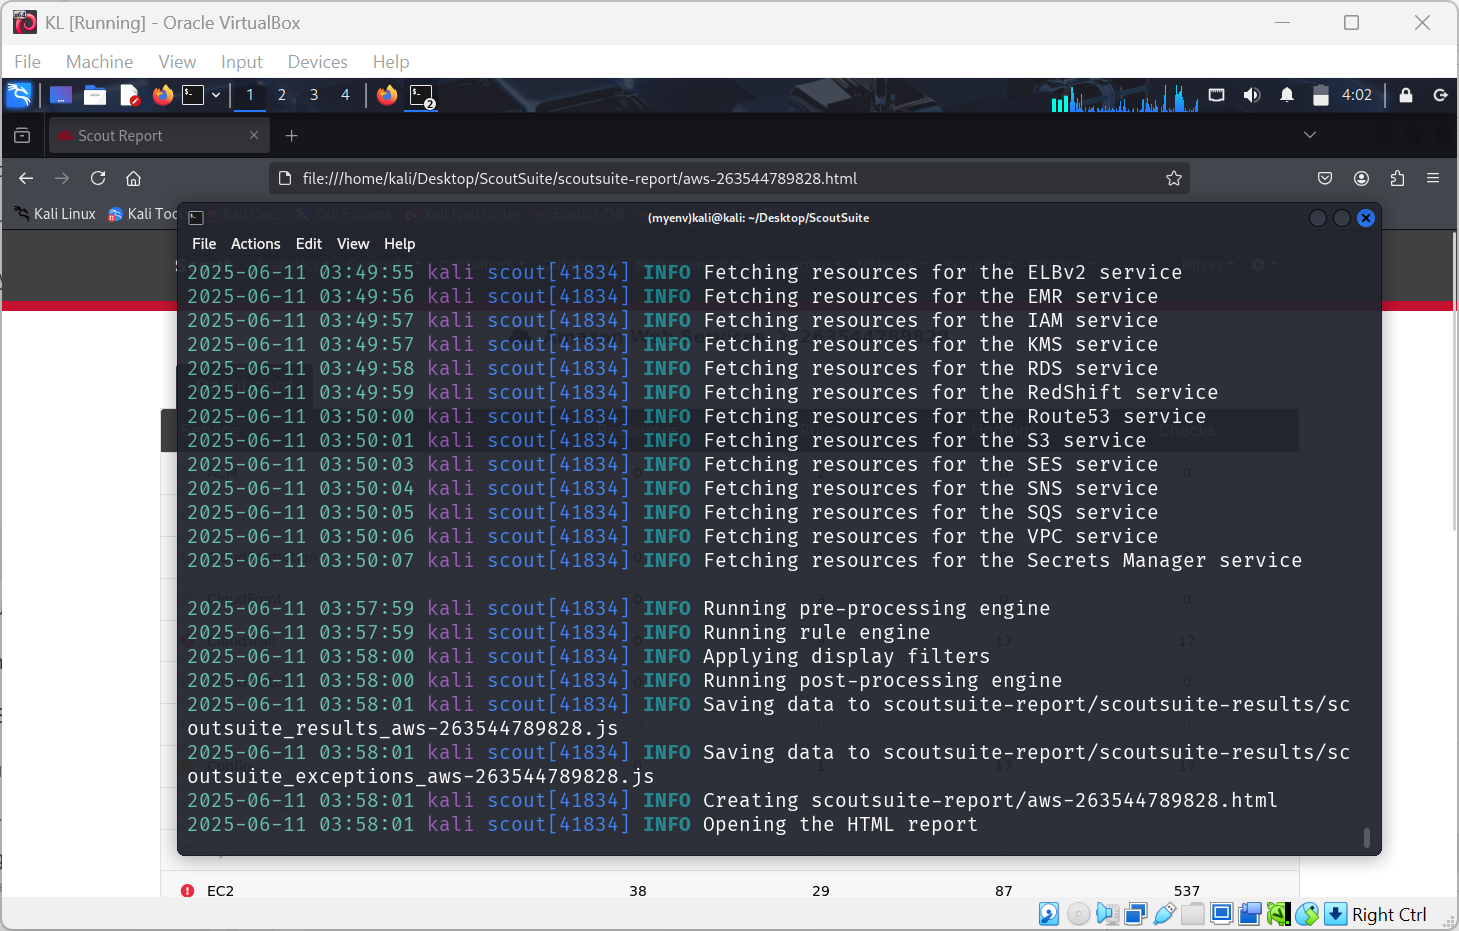 KL [Running] - Oracle VirtualBox
File Machine View Input Devices Help
1 2 3 4 2 4:02
Scout Report
file:///home/kali/Desktop/ScoutSuite/scoutsuite-report/aws-263544789828.html
Kali Linux Kali Too Kali Docs Kali Forums Kali NetHunter Exploit-DB
(myenv)kali@kali: ~/Desktop/ScoutSuite
File Actions Edit View Help
Filters
2025-06-11 03:49:55 kali scout[41834] INFO Fetching resources for the ELBv2 service
2025-06-11 03:49:56 kali scout[41834] INFO Fetching resources for the EMR service
2025-06-11 03:49:57 kali scout[41834] INFO Fetching resources for the IAM service
2025-06-11 03:49:57 kali scout[41834] INFO Fetching resources for the KMS service
2025-06-11 03:49:58 kali scout[41834] INFO Fetching resources for the RDS service
2025-06-11 03:49:59 kali scout[41834] INFO Fetching resources for the RedShift service
2025-06-11 03:50:00 kali scout[41834] INFO Fetching resources for the Route53 service
2025-06-11 03:50:01 kali scout[41834] INFO Fetching resources for the S3 service
2025-06-11 03:50:03 kali scout[41834] INFO Fetching resources for the SES service
2025-06-11 03:50:04 kali scout[41834] INFO Fetching resources for the SNS service
2025-06-11 03:50:05 kali scout[41834] INFO Fetching resources for the SQS service
2025-06-11 03:50:06 kali scout[41834] INFO Fetching resources for the VPC service
2025-06-11 03:50:07 kali scout[41834] INFO Fetching resources for the Secrets Manager service
2025-06-11 03:57:59 kali scout[41834] INFO Running pre-processing engine
2025-06-11 03:57:59 kali scout[41834] INFO Running rule engine
2025-06-11 03:58:00 kali scout[41834] INFO Applying display filters
2025-06-11 03:58:00 kali scout[41834] INFO Running post-processing engine
2025-06-11 03:58:01 kali scout[41834] INFO Saving data to scoutsuite-report/scoutsuite-results/sc
outsuite_results_aws-263544789828.js
2025-06-11 03:58:01 kali scout[41834] INFO Saving data to scoutsuite-report/scoutsuite-results/sc
outsuite_exceptions_aws-263544789828.js
2025-06-11 03:58:01 kali scout[41834] INFO Creating scoutsuite-report/aws-263544789828.html
2025-06-11 03:58:01 kali scout[41834] INFO Opening the HTML report
EC2 38 29 87 537
Right Ctrl